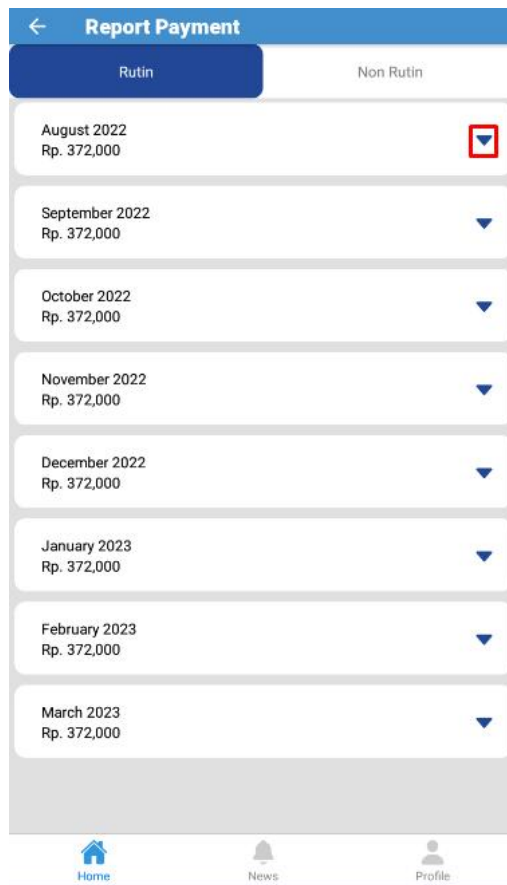 Report Payment
Rutin
Non Rutin
August 2022
Rp. 372,000
September 2022
Rp. 372,000
October 2022
Rp. 372,000
November 2022
Rp. 372,000
December 2022
Rp. 372,000
January 2023
Rp. 372,000
February 2023
Rp. 372,000
March 2023
Rp. 372,000
Home
News
Profile